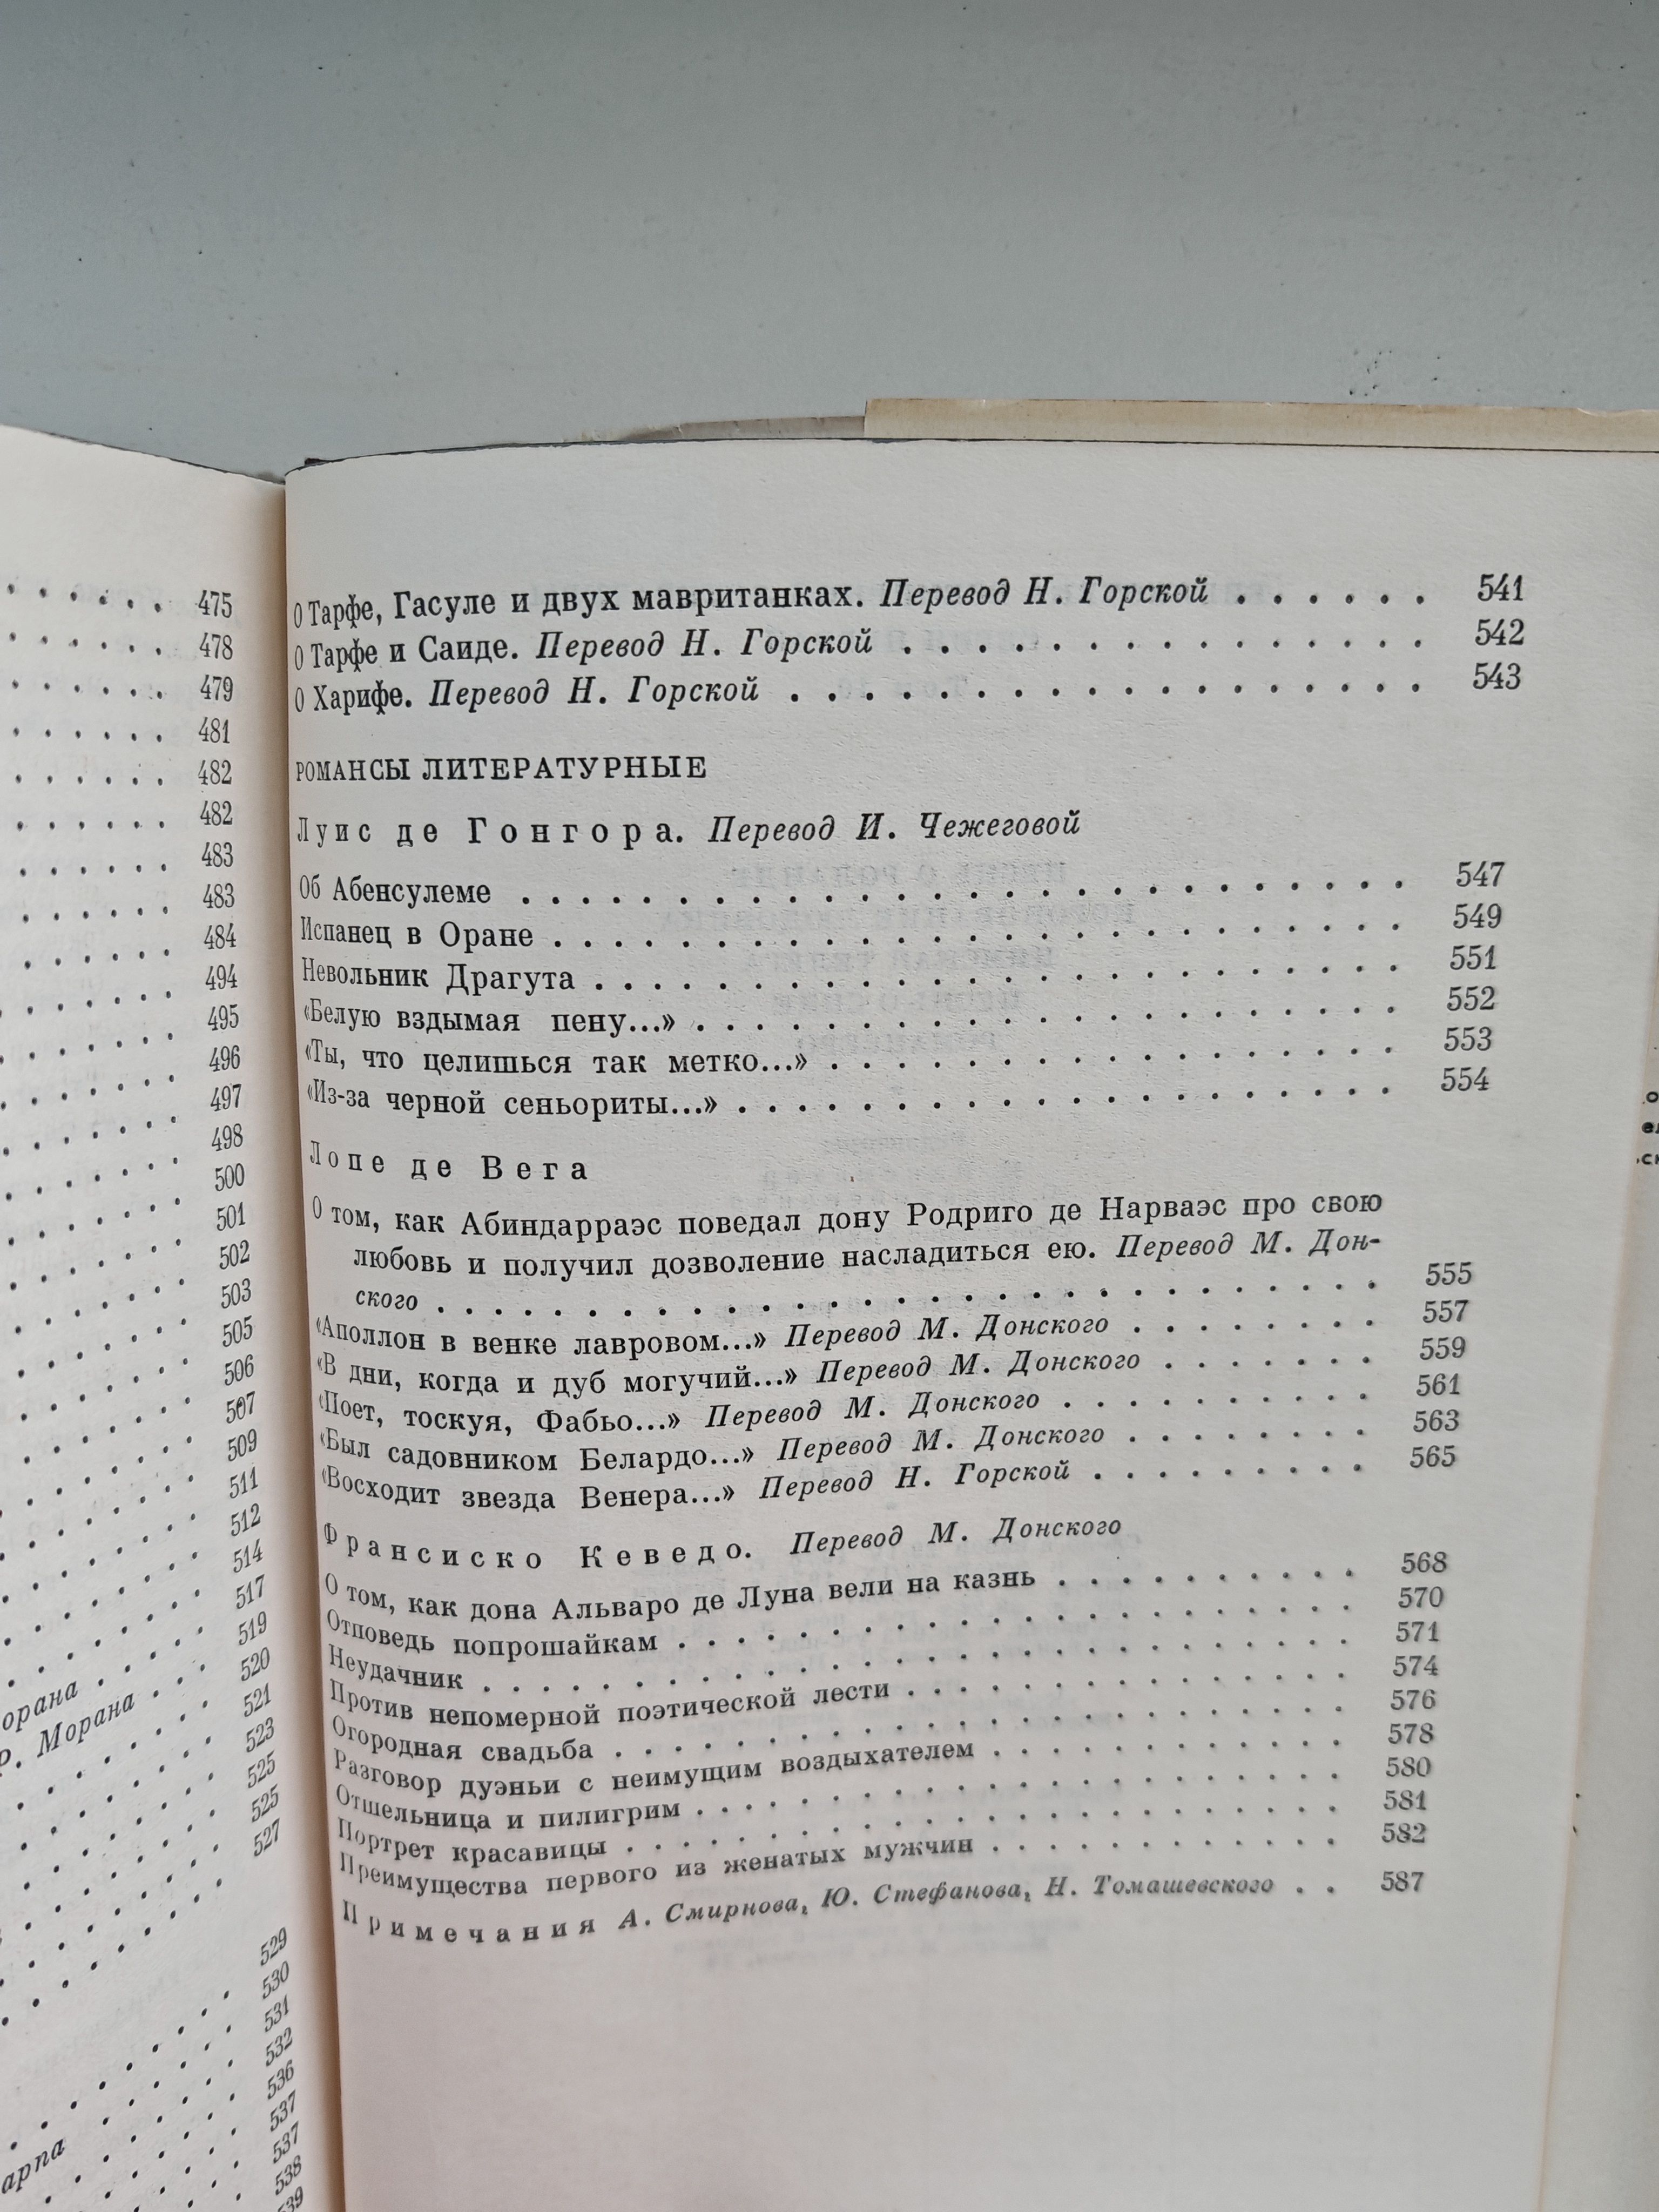 475
478
479
481
482
482
483
483
484
494
495
496
497
498
500
501
502
503
505
506
507
509
511
512
514
517
519
орана 520
Р. Морана 521
523
525
525
527
529
530
531
532
536
537
арпа 537
538
539
О Тарфе, Гасуле и двух мавританках. Перевод Н. Горской . . . . . . 541
О Тарфе и Саиде. Перевод Н. Горской . . . . . . . . . . . . . . 542
О Харифе. Перевод Н. Горской . . . . . . . . . . . . . . . . . 543
РОМАНСЫ ЛИТЕРАТУРНЫЕ
Луис де Гонгора. Перевод И. Чежеговой
Об Абенсулеме . . . . . . . . . . . . . . . . . . . . . . 547
Испанец в Оране . . . . . . . . . . . . . . . . . . . . . 549
Невольник Драгута . . . . . . . . . . . . . . . . . . . . 551
«Белую вздымая пену...» . . . . . . . . . . . . . . . . . 552
«Ты, что целишься так метко...» . . . . . . . . . . . . . 553
«Из-за черной сеньориты...» . . . . . . . . . . . . . . . 554
Лопе де Вега
О том, как Абиндарраэс поведал дону Родриго де Нарваэс про свою
любовь и получил дозволение насладиться ею. Перевод М. Дон-
ского . . . . . . . . . . . . . . . . . . . . . . . . 555
«Аполлон в венке лавровом...» Перевод М. Донского . . . . . . . . 557
«В дни, когда и дуб могучий...» Перевод М. Донского . . . . . . . 559
«Поет, тоскуя, Фабьо...» Перевод М. Донского . . . . . . . . . . 561
«Был садовником Белардо...» Перевод М. Донского . . . . . . . . 563
«Восходит звезда Венера...» Перевод Н. Горской . . . . . . . . . 565
Франсиско Кеведо. Перевод М. Донского
О том, как дона Альваро де Луна вели на казнь . . . . . . . . . . 568
Отповедь попрошайкам . . . . . . . . . . . . . . . . . . . 570
Неудачник . . . . . . . . . . . . . . . . . . . . . . . 571
Против непомерной поэтической лести . . . . . . . . . . . . . . 574
Огородная свадьба . . . . . . . . . . . . . . . . . . . . 576
Разговор дуэньи с неимущим воздыхателем . . . . . . . . . . . . 578
Отшельница и пилигрим . . . . . . . . . . . . . . . . . . . 580
Портрет красавицы . . . . . . . . . . . . . . . . . . . . 581
Преимущества первого из женатых мужчин . . . . . . . . . . . . 582
Примечания А. Смирнова, Ю. Стефанова, Н. Томашевского . . 587